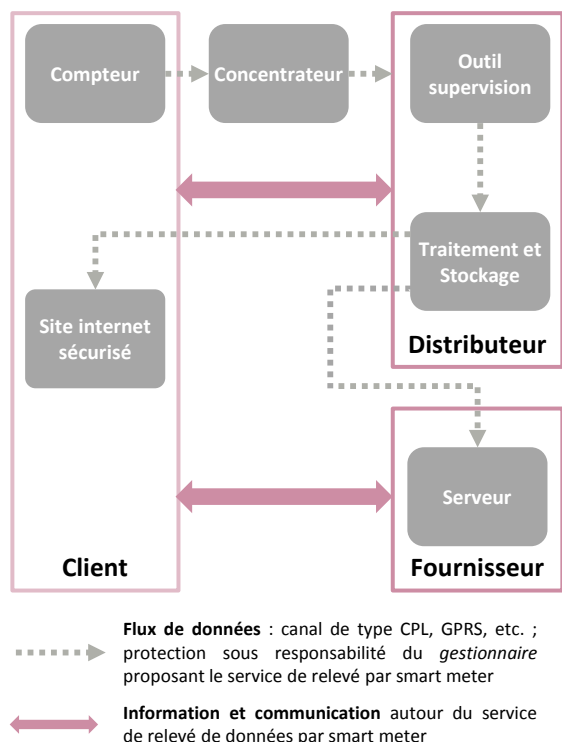 Compteur
Concentrateur
Outil
supervision
Traitement et
Stockage
Site internet
sécurisé
Distributeur
Serveur
Client
Fournisseur
Flux de données : canal de type CPL, GPRS, etc. ;
protection sous responsabilité du gestionnaire
proposant le service de relevé par smart meter
Information et communication autour du service
de relevé de données par smart meter